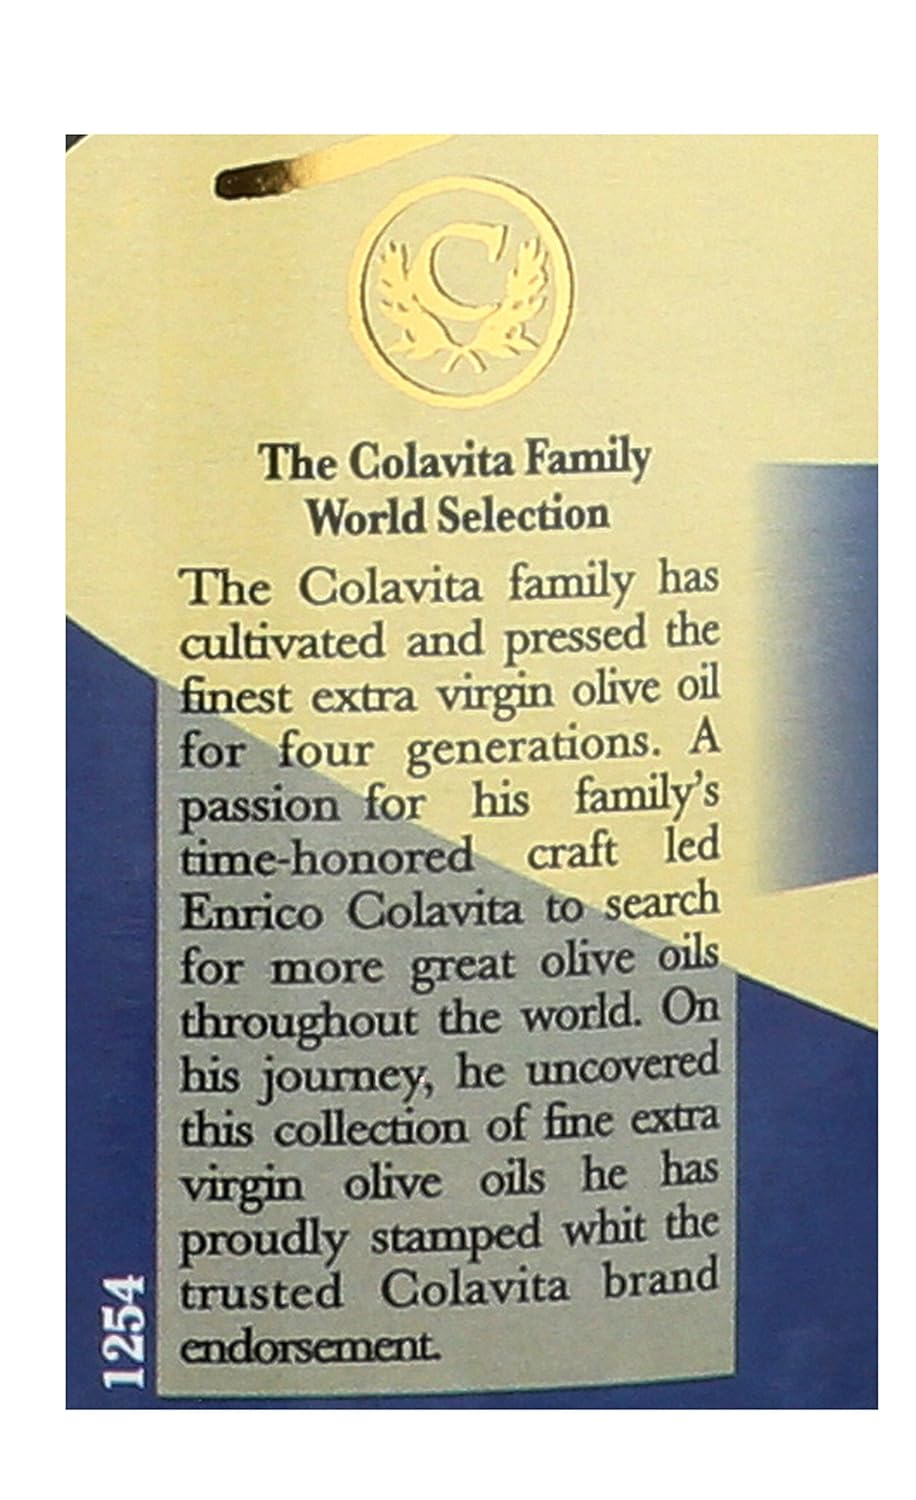 C
The Colavita Family
World Selection
The Colavita family has
cultivated and pressed the
finest extra virgin olive oil
for four generations. A
passion for his family's
time-honored craft led
Enrico Colavita to search
for more great olive oils
throughout the world. On
his journey, he uncovered
this collection of fine extra
virgin olive oils he has
proudly stamped whit the
trusted Colavita brand
endorsement.
1254